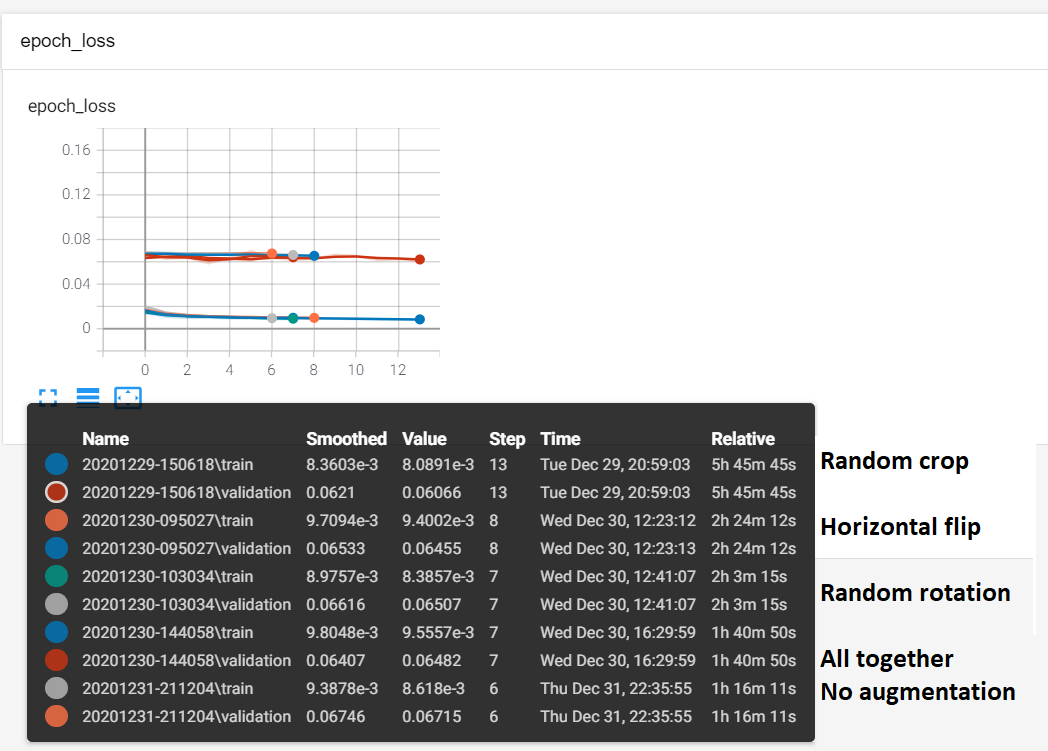 epoch_loss
epoch_loss
0.16
0.12
0.08
0.04
0
0 2 4 6 8 10 12
Name Smoothed Value Step Time Relative
20201229-150618\train 8.3603e-3 8.0891e-3 13 Tue Dec 29, 20:59:03 5h 45m 45s
20201229-150618\validation 0.0621 0.06066 13 Tue Dec 29, 20:59:03 5h 45m 45s
Random crop
20201230-095027\train 9.7094e-3 9.4002e-3 8 Wed Dec 30, 12:23:12 2h 24m 12s
20201230-095027\validation 0.06533 0.06455 8 Wed Dec 30, 12:23:13 2h 24m 12s
Horizontal flip
20201230-103034\train 8.9757e-3 8.3857e-3 7 Wed Dec 30, 12:41:07 2h 3m 15s
20201230-103034\validation 0.06616 0.06507 7 Wed Dec 30, 12:41:07 2h 3m 15s
Random rotation
20201230-144058\train 9.8048e-3 9.5557e-3 7 Wed Dec 30, 16:29:59 1h 40m 50s
20201230-144058\validation 0.06407 0.06482 7 Wed Dec 30, 16:29:59 1h 40m 50s
All together
20201231-211204\train 9.3878e-3 8.618e-3 6 Thu Dec 31, 22:35:55 1h 16m 11s
20201231-211204\validation 0.06746 0.06715 6 Thu Dec 31, 22:35:55 1h 16m 11s
No augmentation